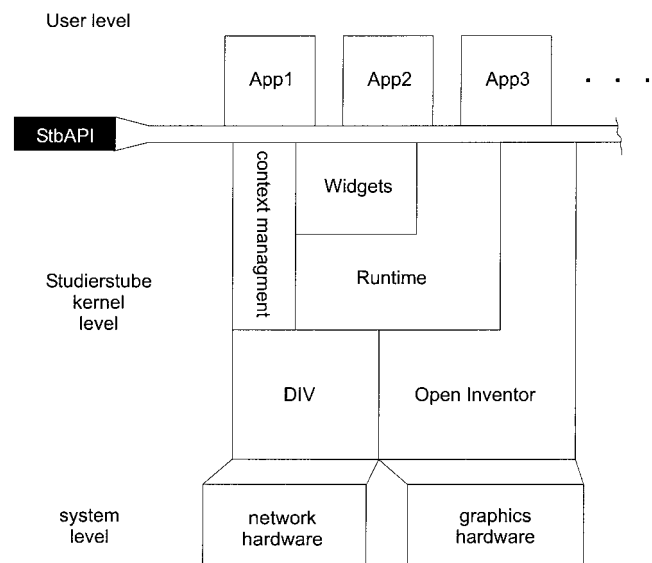 User level
App1
App2
App3
. . .
StbAPI
context managment
Widgets
Studierstube
kernel
level
Runtime
DIV
Open Inventor
system
level
network
hardware
graphics
hardware